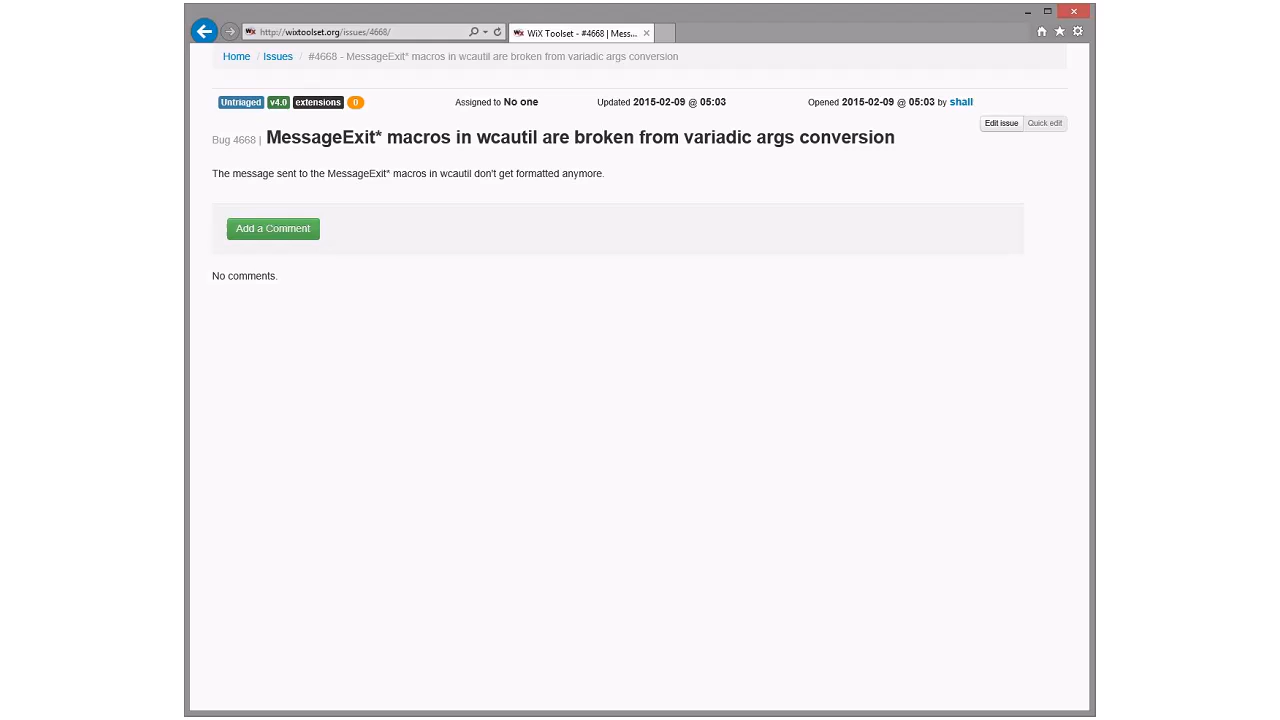 http://wixtoolset.org/issues/4668/
WiX Toolset - #4668 | Mess...
Home / Issues / #4668 - MessageExit* macros in wcautil are broken from variadic args conversion
Untriaged v4.0 extensions 0 Assigned to No one Updated 2015-02-09 @ 05:03 Opened 2015-02-09 @ 05:03 by shall
Edit issue Quick edit
Bug 4668 | MessageExit* macros in wcautil are broken from variadic args conversion
The message sent to the MessageExit* macros in wcautil don't get formatted anymore.
Add a Comment
No comments.